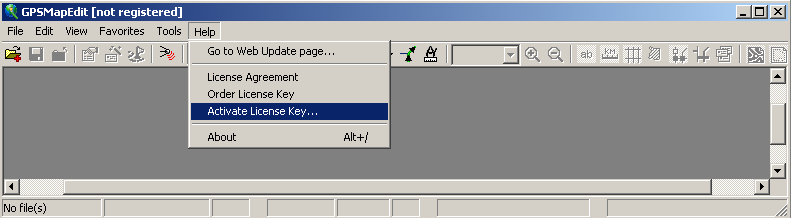 GPSMapEdit [not registered]
File Edit View Favorites Tools Help
Go to Web Update page...
License Agreement
Order License Key
Activate License Key...
About Alt+/
ab
No file(s)